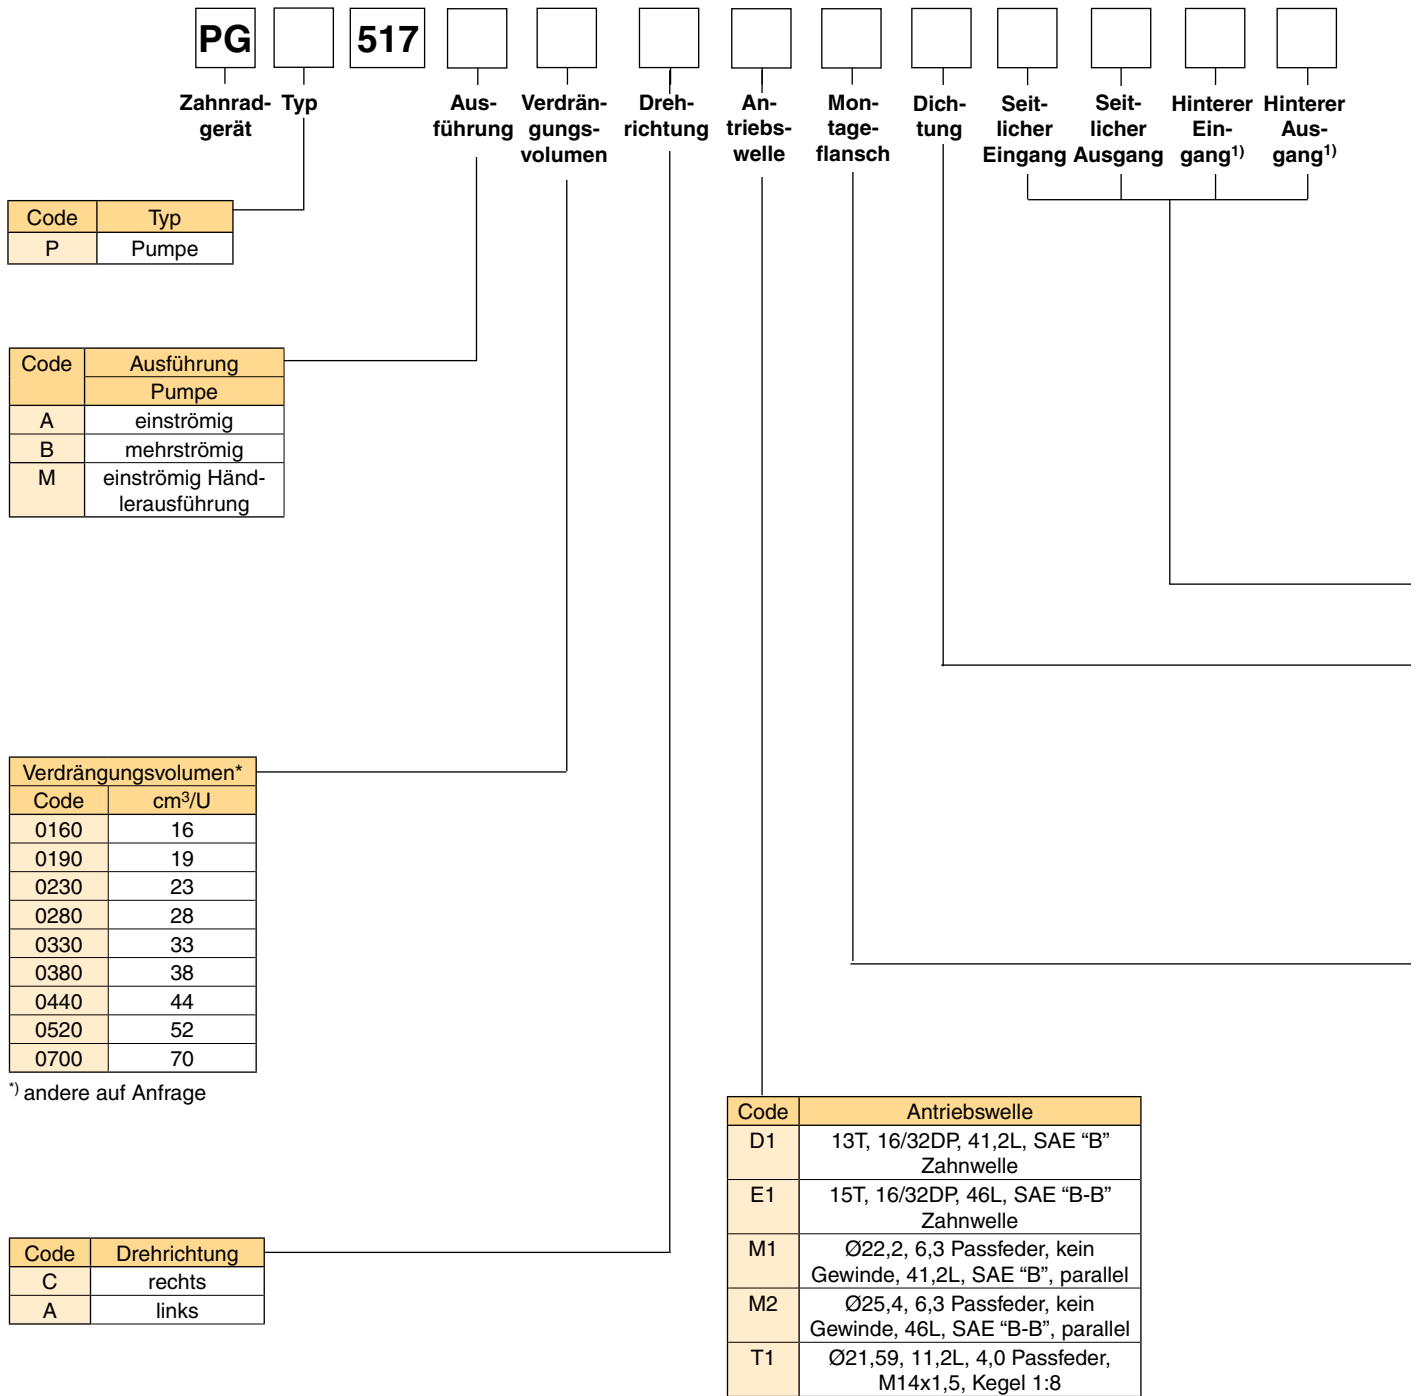 PG 517
Zahnrad- Typ Aus- Verdrän- Dreh- An- Mon- Dich- Seit- Seit- Hinterer Hinterer
gerät führung gungs- richtung triebs- tage- tung licher licher Ein- Aus-
volumen welle flansch Eingang Ausgang gang1) gang1)
Code Typ
P Pumpe
Code Ausführung
Pumpe
A einströmig
B mehrströmig
M einströmig Händ-
lerausführung
Verdrängungsvolumen*
Code cm³/U
0160 16
0190 19
0230 23
0280 28
0330 33
0380 38
0440 44
0520 52
0700 70
*) andere auf Anfrage
Code Drehrichtung
C rechts
A links
Code Antriebswelle
D1 13T, 16/32DP, 41,2L, SAE “B”
Zahnwelle
E1 15T, 16/32DP, 46L, SAE “B-B”
Zahnwelle
M1 Ø22,2, 6,3 Passfeder, kein
Gewinde, 41,2L, SAE “B”, parallel
M2 Ø25,4, 6,3 Passfeder, kein
Gewinde, 46L, SAE “B-B”, parallel
T1 Ø21,59, 11,2L, 4,0 Passfeder,
M14x1,5, Kegel 1:8